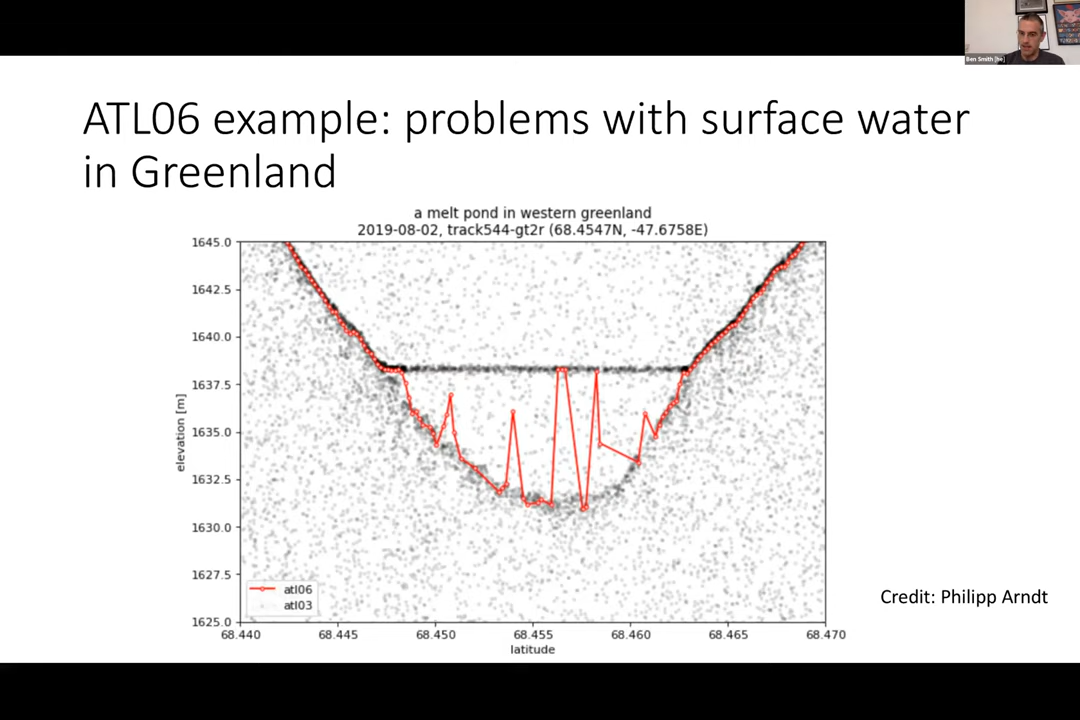 Ben Smith [he]
ATL06 example: problems with surface water
in Greenland
a melt pond in western greenland
2019-08-02, track544-gt2r (68.4547N, -47.6758E)
1645.0
1642.5
1640.0
1637.5
1635.0
1632.5
1630.0
1627.5
1625.0
elevation [m]
atl06
atl03
68.440
68.445
68.450
68.455
68.460
68.465
68.470
latitude
Credit: Philipp Arndt